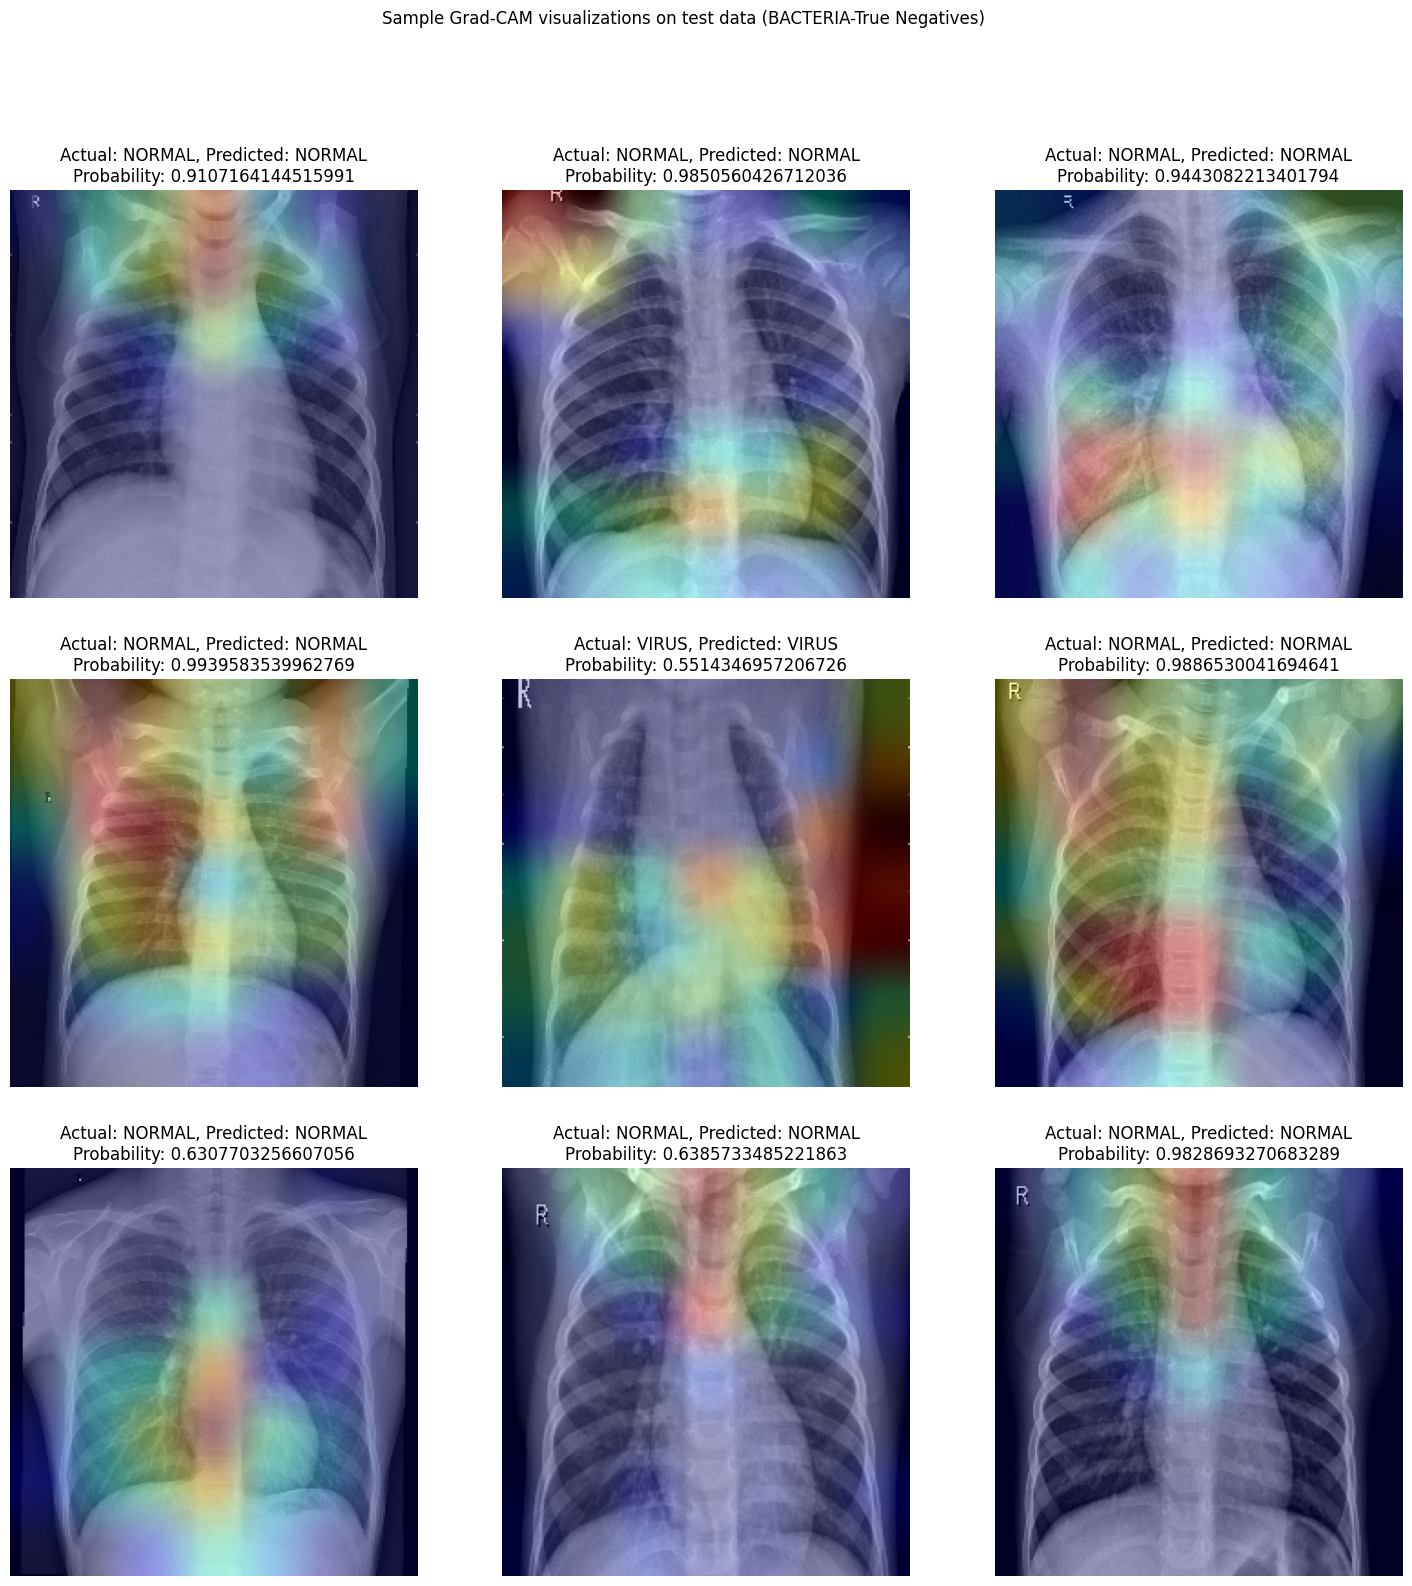 Sample Grad-CAM visualizations on test data (BACTERIA-True Negatives)
Actual: NORMAL, Predicted: NORMAL
Probability: 0.9107164144515991
Actual: NORMAL, Predicted: NORMAL
Probability: 0.9850560426712036
Actual: NORMAL, Predicted: NORMAL
Probability: 0.9443082213401794
R
R
R
Actual: NORMAL, Predicted: NORMAL
Probability: 0.9939583539962769
Actual: VIRUS, Predicted: VIRUS
Probability: 0.5514346957206726
Actual: NORMAL, Predicted: NORMAL
Probability: 0.9886530041694641
R
R
Actual: NORMAL, Predicted: NORMAL
Probability: 0.6307703256607056
Actual: NORMAL, Predicted: NORMAL
Probability: 0.6385733485221863
Actual: NORMAL, Predicted: NORMAL
Probability: 0.9828693270683289
R
R